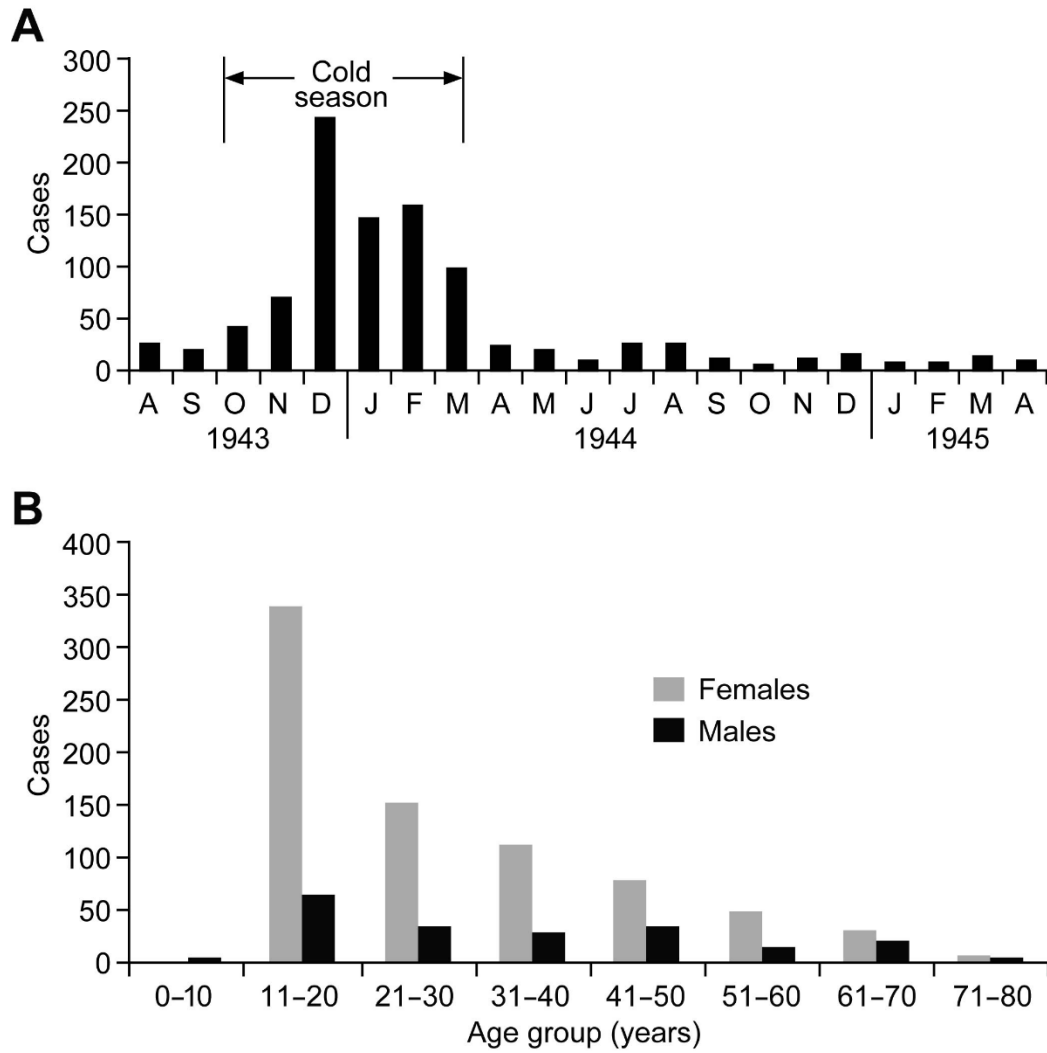 A
300
250
200
150
100
50
0
Cases
Cold
season
A S O N D J F M A M J J A S O N D J F M A
1943 1944 1945
B
400
350
300
250
200
150
100
50
0
Cases
Females
Males
0–10 11–20 21–30 31–40 41–50 51–60 61–70 71–80
Age group (years)